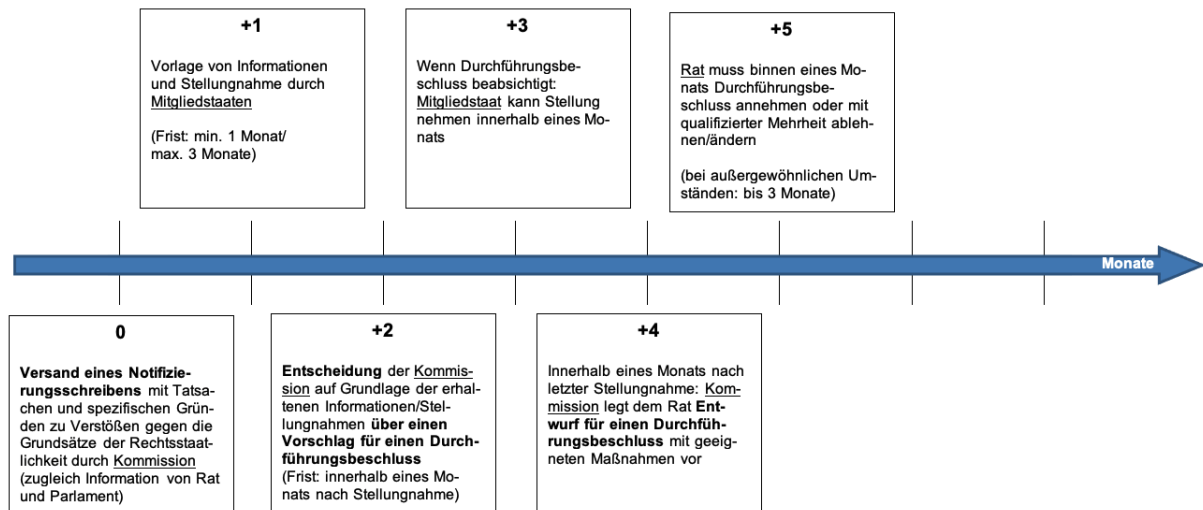 +1
Vorlage von Informationen
und Stellungnahme durch
Mitgliedstaaten
(Frist: min. 1 Monat/
max. 3 Monate)
+3
Wenn Durchführungsbe-
schluss beabsichtigt:
Mitgliedstaat kann Stellung
nehmen innerhalb eines Mo-
nats
+5
Rat muss binnen eines Mo-
nats Durchführungsbe-
schluss annehmen oder mit
qualifizierter Mehrheit ableh-
nen/ändern
(bei außergewöhnlichen Um-
ständen: bis 3 Monate)
Monate
0
Versand eines Notifizie-
rungsschreibens mit Tatsa-
chen und spezifischen Grün-
den zu Verstößen gegen die
Grundsätze der Rechtsstaat-
lichkeit durch Kommission
(zugleich Information von Rat
und Parlament)
+2
Entscheidung der Kommis-
sion auf Grundlage der erhal-
tenen Informationen/Stel-
lungnahmen über einen
Vorschlag für einen Durch-
führungsbeschluss
(Frist: innerhalb eines Mo-
nats nach Stellungnahme)
+4
Innerhalb eines Monats nach
letzter Stellungnahme: Kom-
mission legt dem Rat Ent-
wurf für einen Durchfüh-
rungsbeschluss mit geeig-
neten Maßnahmen vor